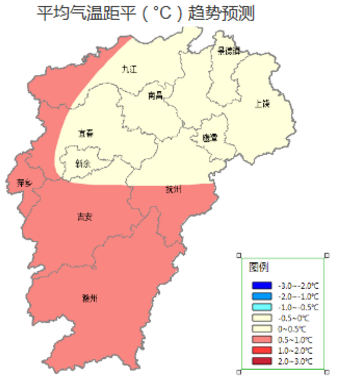 平均气温距平（°C）趋势预测
景德镇
九江
南昌
上饶
宜春
鹰潭
新余
萍乡
抚州
吉安
赣州
图例
-3.0~-2.0℃
-2.0~-1.0℃
-1.0~-0.5℃
-0.5~0℃
0~0.5℃
0.5~1.0℃
1.0~2.0℃
2.0~3.0℃